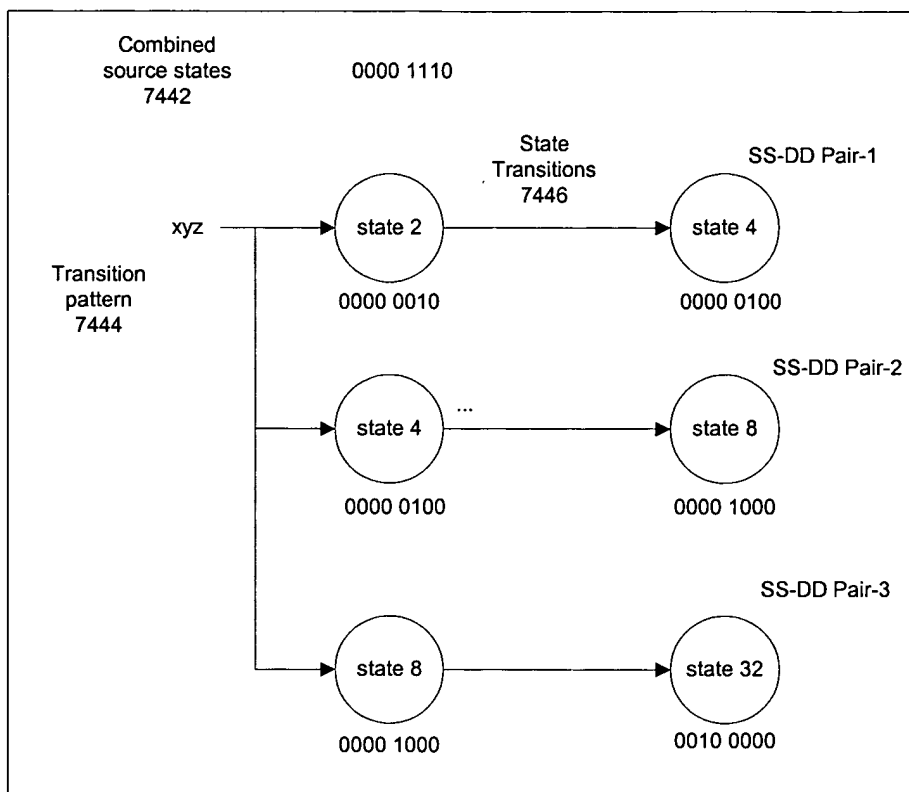 Combined
source states
7442
0000 1110
State
Transitions
7446
SS-DD Pair-1
xyz
state 2
state 4
Transition
pattern
7444
0000 0010
0000 0100
SS-DD Pair-2
...
state 4
state 8
0000 0100
0000 1000
SS-DD Pair-3
state 8
state 32
0000 1000
0010 0000